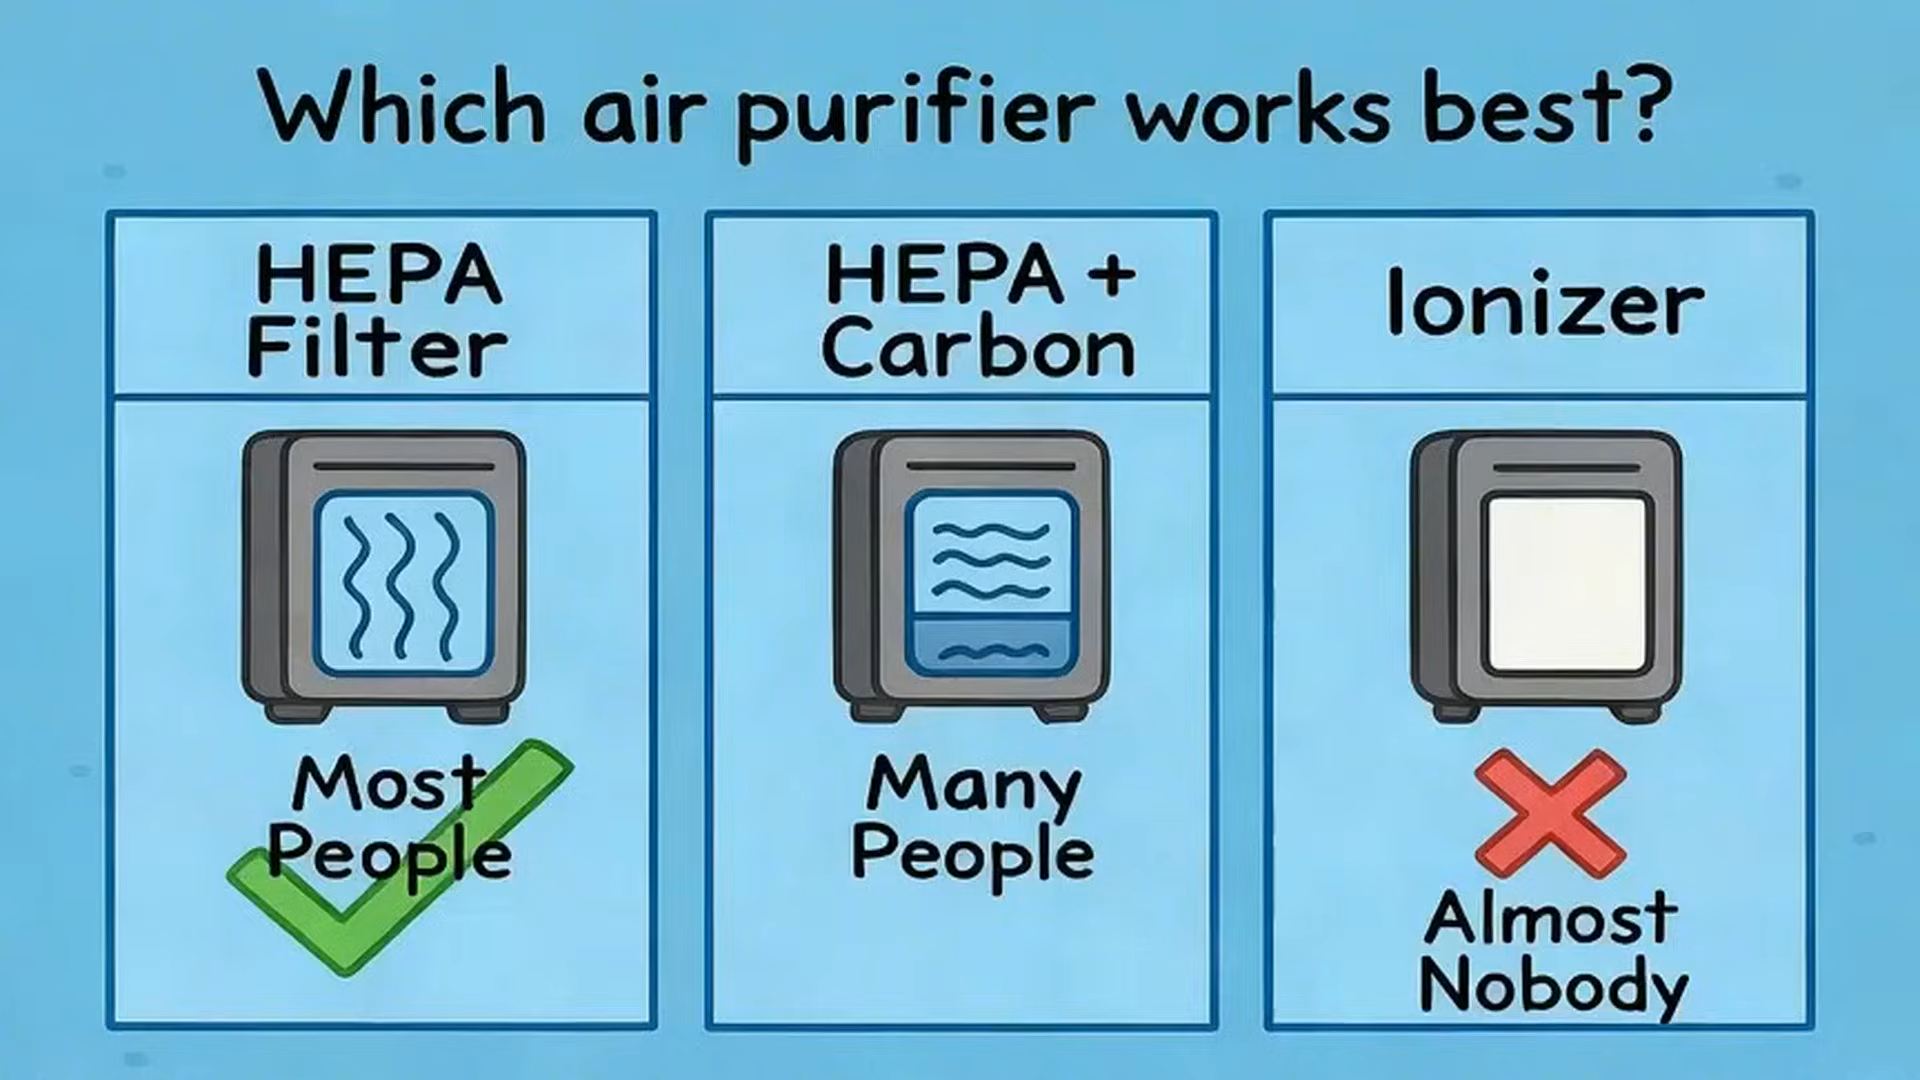 Which air purifier works best?
HEPA
Filter
Most
People
HEPA +
Carbon
Many
People
Ionizer
Almost
Nobody